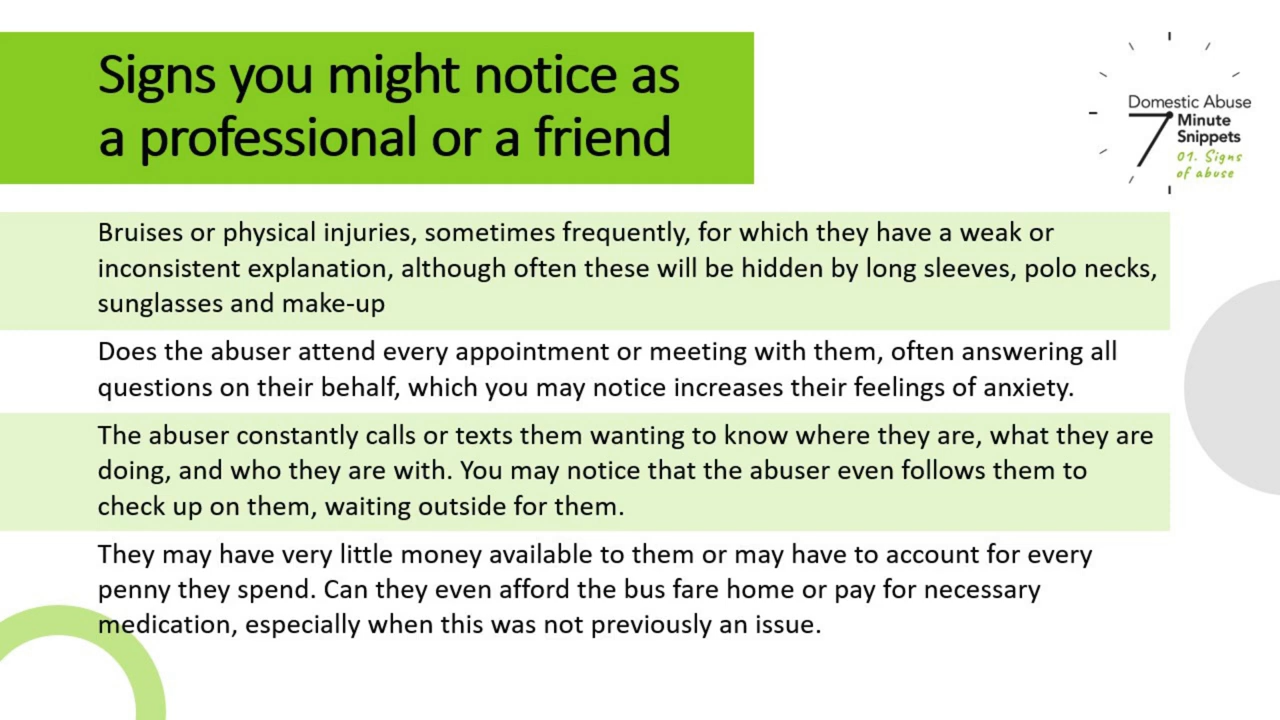 Signs you might notice as
a professional or a friend
Domestic Abuse
7 Minute
Snippets
01. Signs
of abuse
Bruises or physical injuries, sometimes frequently, for which they have a weak or
inconsistent explanation, although often these will be hidden by long sleeves, polo necks,
sunglasses and make-up
Does the abuser attend every appointment or meeting with them, often answering all
questions on their behalf, which you may notice increases their feelings of anxiety.
The abuser constantly calls or texts them wanting to know where they are, what they are
doing, and who they are with. You may notice that the abuser even follows them to
check up on them, waiting outside for them.
They may have very little money available to them or may have to account for every
penny they spend. Can they even afford the bus fare home or pay for necessary
medication, especially when this was not previously an issue.